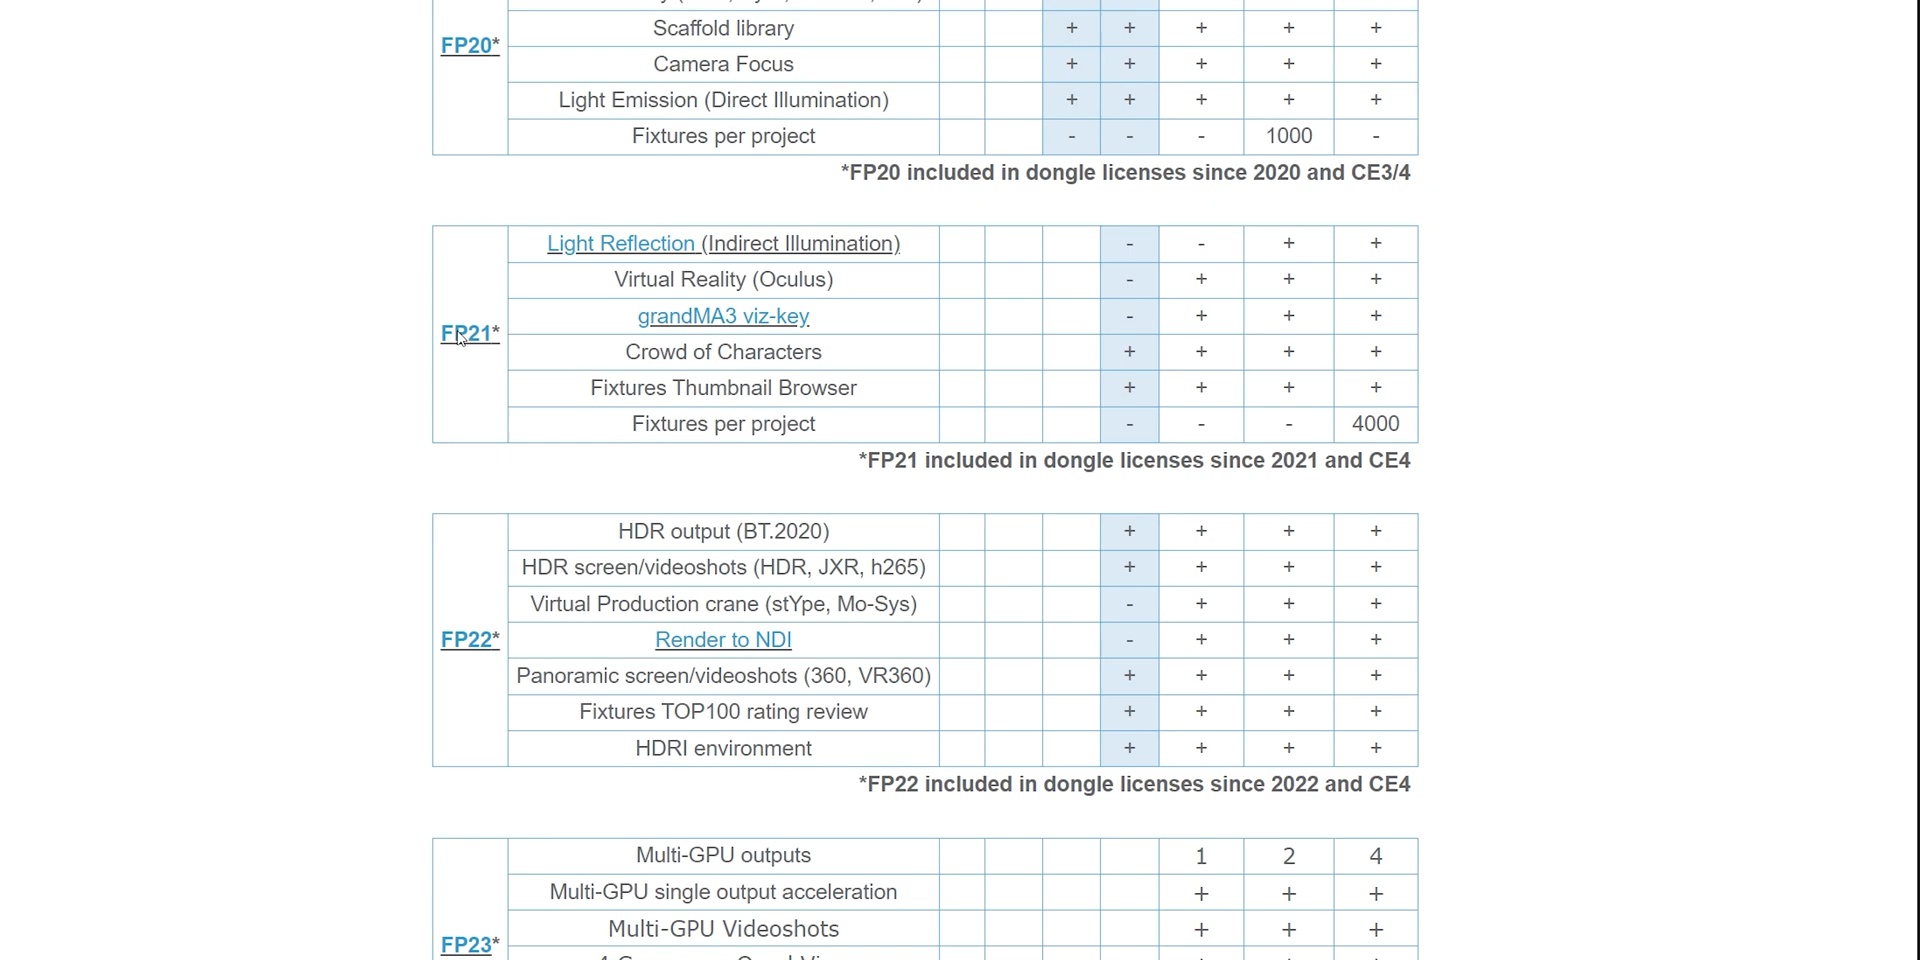 Scaffold library + + + + +
FP20*
Camera Focus + + + + +
Light Emission (Direct Illumination) + + + + +
Fixtures per project - - - 1000 -
*FP20 included in dongle licenses since 2020 and CE3/4
Light Reflection (Indirect Illumination) - - + +
Virtual Reality (Oculus) - + + +
grandMA3 viz-key - + + +
FP21*
Crowd of Characters + + + +
Fixtures Thumbnail Browser + + + +
Fixtures per project - - - 4000
*FP21 included in dongle licenses since 2021 and CE4
HDR output (BT.2020) + + + +
HDR screen/videoshots (HDR, JXR, h265) + + + +
Virtual Production crane (stYpe, Mo-Sys) - + + +
FP22*
Render to NDI - + + +
Panoramic screen/videoshots (360, VR360) + + + +
Fixtures TOP100 rating review + + + +
HDRI environment + + + +
*FP22 included in dongle licenses since 2022 and CE4
Multi-GPU outputs 1 2 4
Multi-GPU single output acceleration + + +
Multi-GPU Videoshots + + +
FP23*